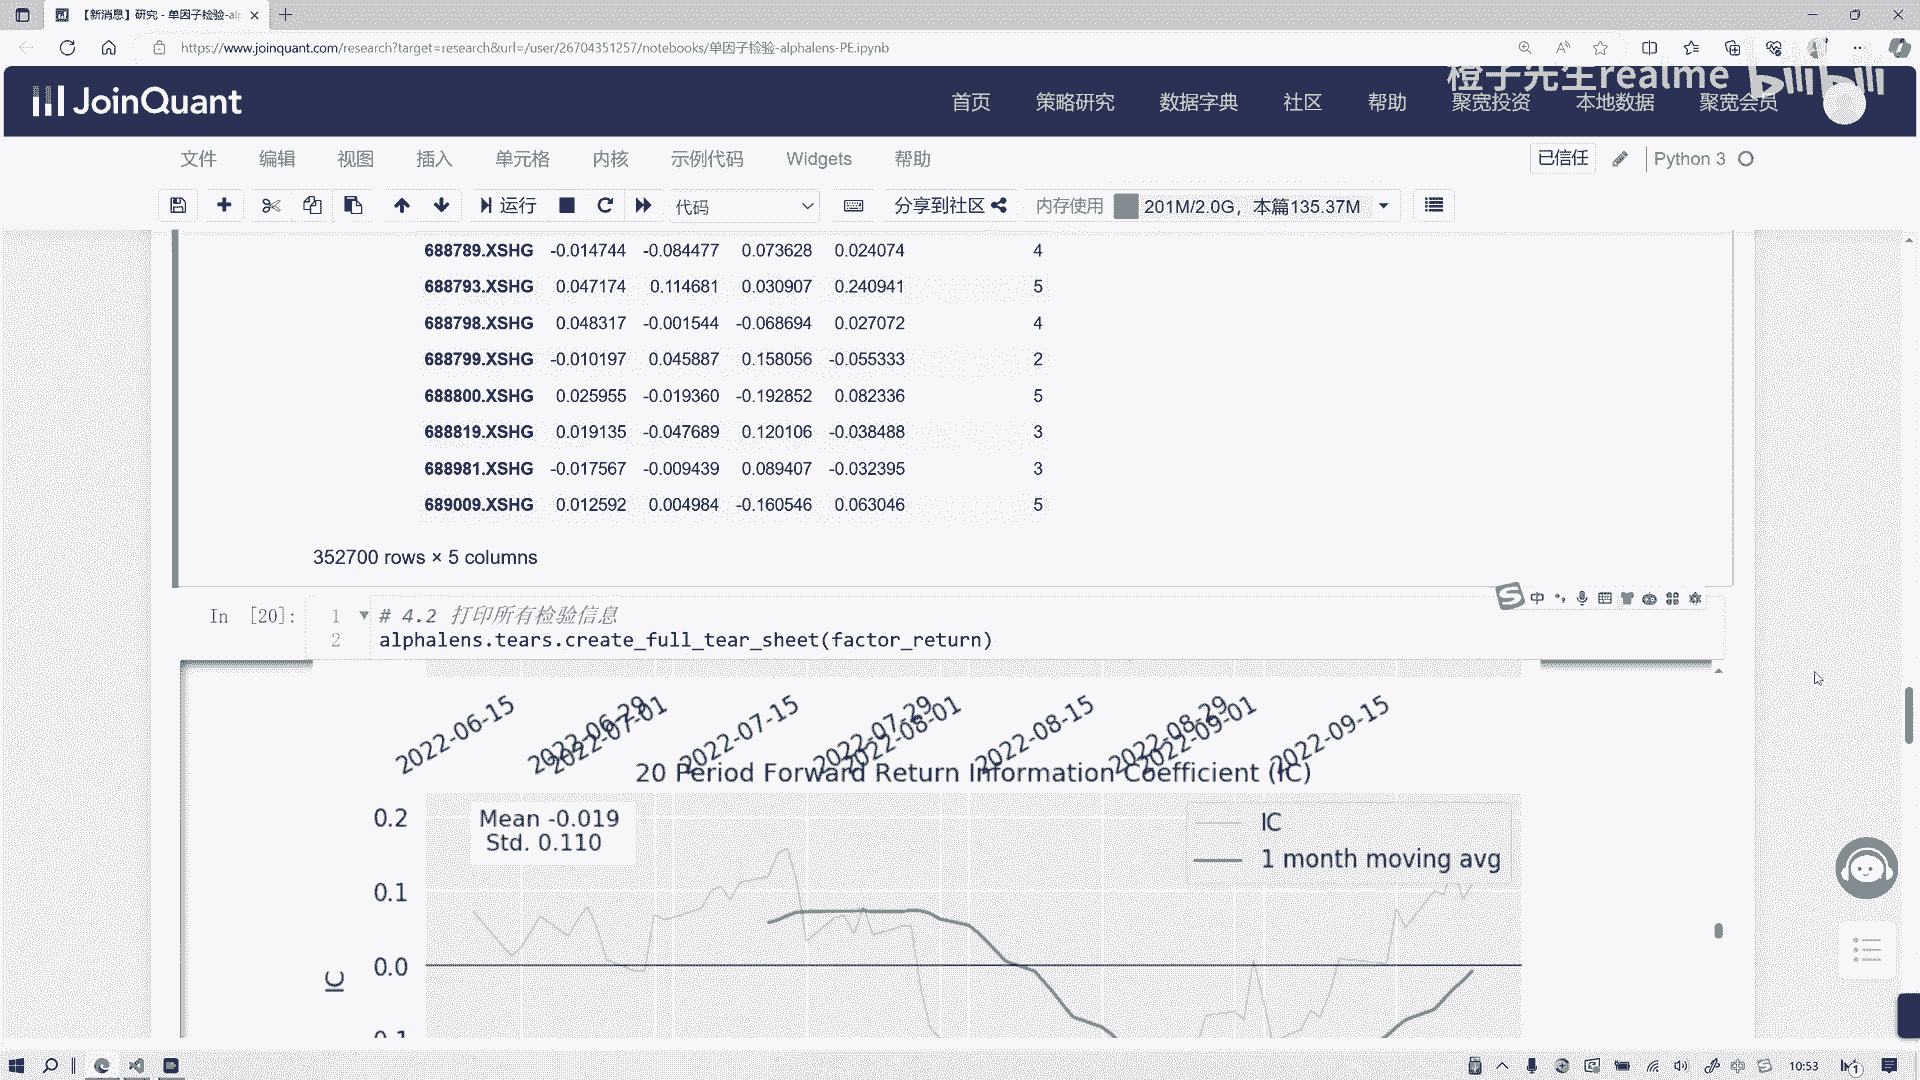 【新消息】研究 - 单因子检验-al
https://www.joinquant.com/research?target=research&url=/user/26704351257/notebooks/单因子检验-alphalens-PE.ipynb
橙子先生realme bilibili
JoinQuant
首页 策略研究 数据字典 社区 帮助 聚宽投资 本地数据 聚宽会员
文件 编辑 视图 插入 单元格 内核 示例代码 Widgets 帮助 已信任 Python 3
运行 代码 分享到社区 内存使用 201M/2.0G，本篇135.37M
688789.XSHG -0.014744 -0.084477 0.073628 0.024074 4
688793.XSHG 0.047174 0.114681 0.030907 0.240941 5
688798.XSHG 0.048317 -0.001544 -0.068694 0.027072 4
688799.XSHG -0.010197 0.045887 0.158056 -0.055333 2
688800.XSHG 0.025955 -0.019360 -0.192852 0.082336 5
688819.XSHG 0.019135 -0.047689 0.120106 -0.038488 3
688981.XSHG -0.017567 -0.009439 0.089407 -0.032395 3
689009.XSHG 0.012592 0.004984 -0.160546 0.063046 5
352700 rows × 5 columns
中
In [20]: 1 # 4.2 打印所有检验信息
2 alphalens.tears.create_full_tear_sheet(factor_return)
2022-06-15 2022-06-29 2022-07-01 2022-07-15 2022-07-29 2022-08-01 2022-08-15 2022-08-29 2022-09-01 2022-09-15
20 Period Forward Return Information Coefficient (IC)
0.2
Mean -0.019
Std. 0.110
IC
1 month moving avg
0.1
0.0
IC
0.1
中 10:53 1